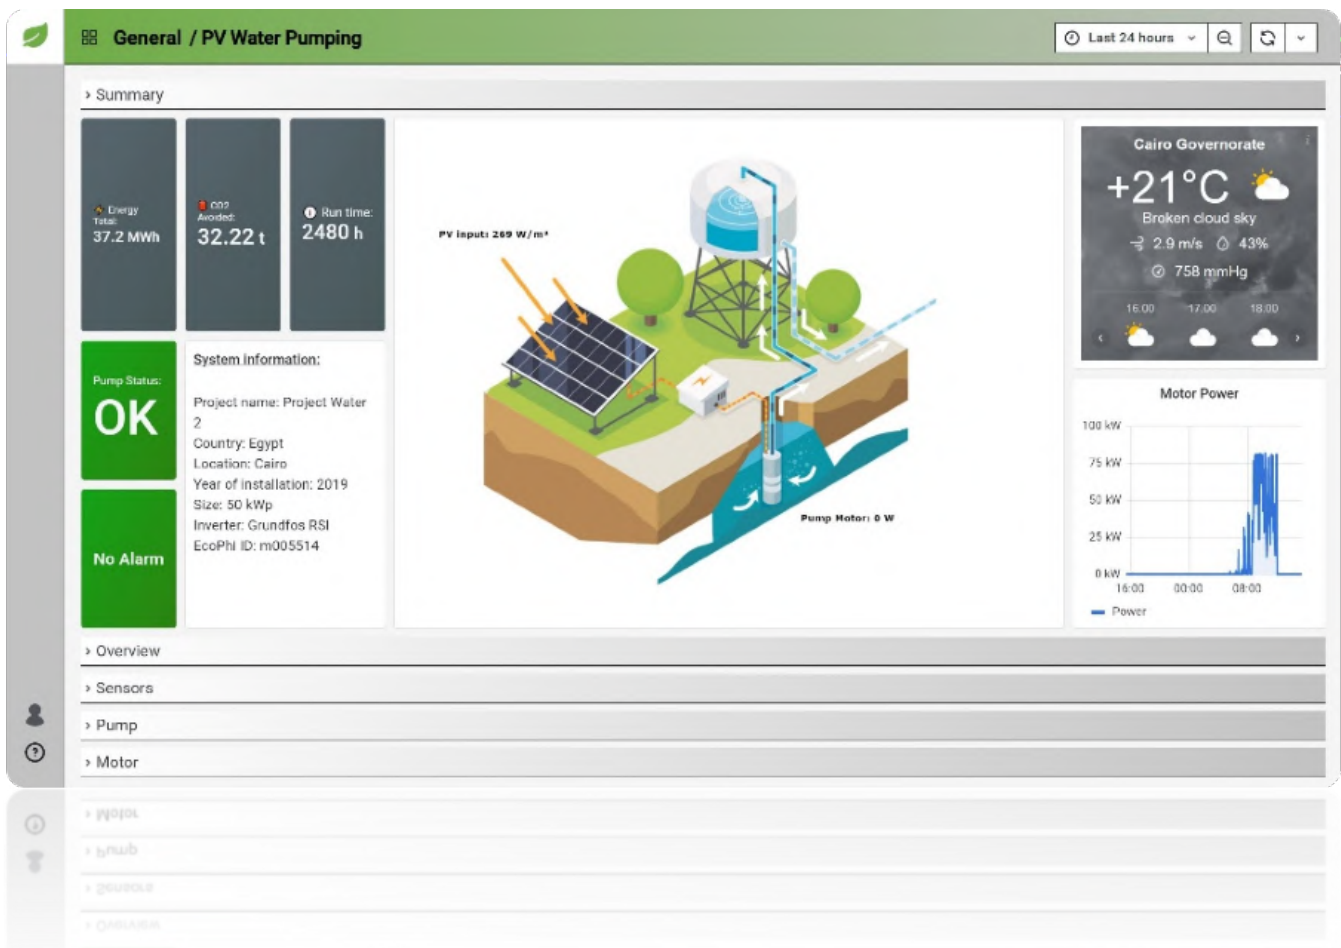 General / PV Water Pumping
Last 24 hours
> Summary
Energy
Total:
37.2 MWh
CO2
Avoided:
32.22 t
Run time:
2480 h
Pump Status:
OK
No Alarm
System information:
Project name: Project Water
2
Country: Egypt
Location: Cairo
Year of installation: 2019
Size: 50 kWp
Inverter: Grundfos RSI
EcoPhi ID: m005514
PV input: 269 W/m²
Pump Motor: 0 W
Cairo Governorate
+21°C
Broken cloud sky
2.9 m/s 43%
758 mmHg
16:00 17:00 18:00
Motor Power
100 kW
75 kW
50 kW
25 kW
0 kW
16:00 00:00 08:00
Power
> Overview
> Sensors
> Pump
> Motor
> Motor
> Pump
> Sensors
> Overview